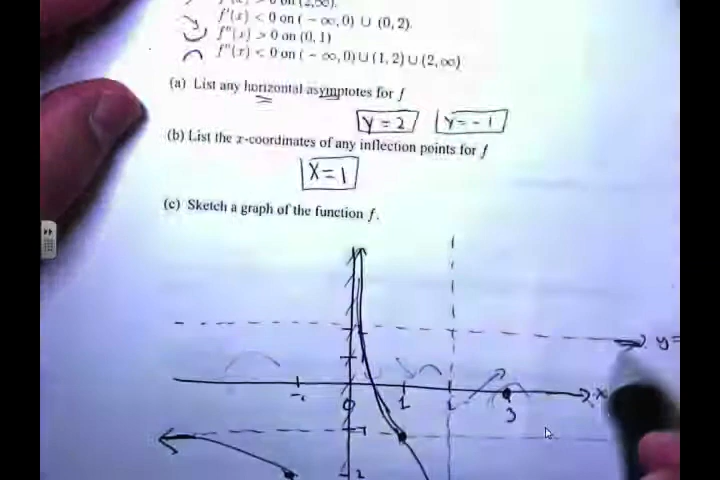 f'(x) < 0 on (−∞, 0) ∪ (0, 2).
f''(x) > 0 on (0, 1)
f''(x) < 0 on (−∞, 0) ∪ (1, 2) ∪ (2, ∞)
(a) List any horizontal asymptotes for f
y = 2 y = -1
(b) List the x-coordinates of any inflection points for f
x = 1
(c) Sketch a graph of the function f.
y=
x
0 1 3